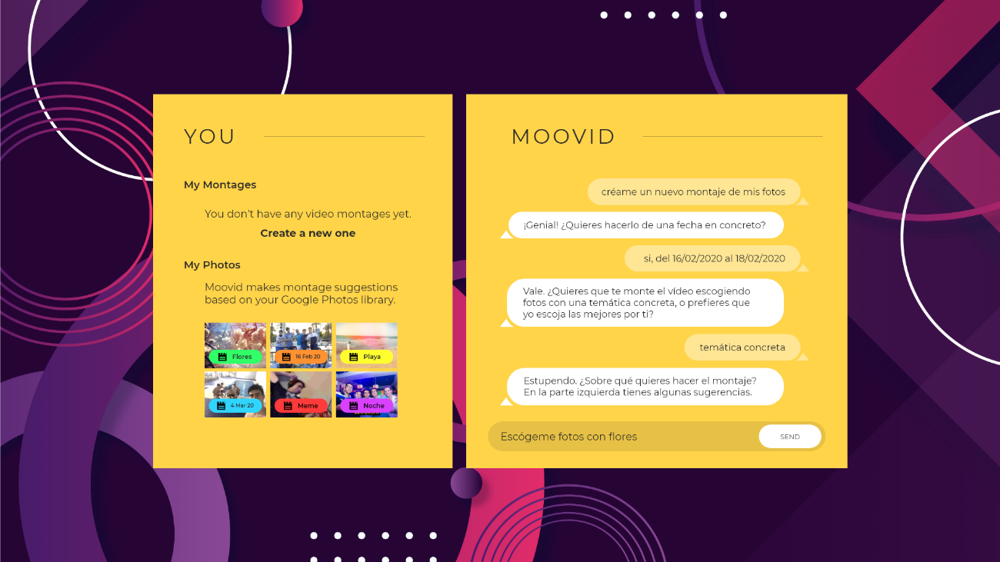 YOU
My Montages
You don't have any video montages yet.
Create a new one
My Photos
Moovid makes montage suggestions
based on your Google Photos library.
Flores
16 Feb 20
Playa
4 Mar 20
Meme
Noche
MOOVID
créame un nuevo montaje de mis fotos
¡Genial! ¿Quieres hacerlo de una fecha en concreto?
si, del 16/02/2020 al 18/02/2020
Vale. ¿Quieres que te monte el vídeo escogiendo
fotos con una temática concreta, o prefieres que
yo escoja las mejores por ti?
temática concreta
Estupendo. ¿Sobre qué quieres hacer el montaje?
En la parte izquierda tienes algunas sugerencias.
Escógeme fotos con flores
SEND